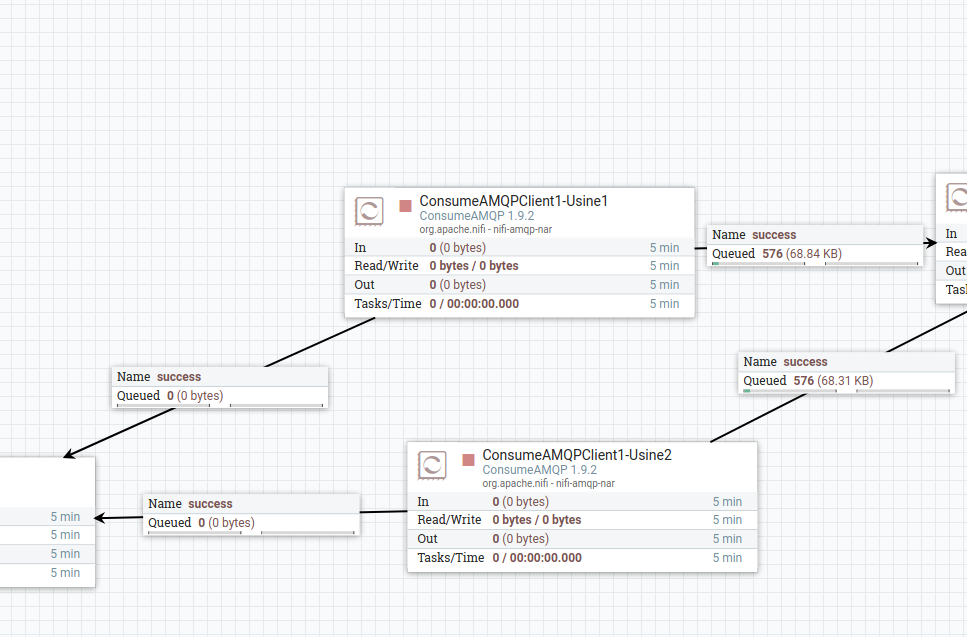 ConsumeAMQPClient1-Usine1
ConsumeAMQP 1.9.2
org.apache.nifi - nifi-amqp-nar
In 0 (0 bytes) 5 min
Read/Write 0 bytes / 0 bytes 5 min
Out 0 (0 bytes) 5 min
Tasks/Time 0 / 00:00:00.000 5 min
Name success
Queued 576 (68.84 KB)
In
Out
Name success
Queued 576 (68.31 KB)
Name success
Queued 0 (0 bytes)
5 min
5 min
5 min
5 min
Name success
Queued 0 (0 bytes)
ConsumeAMQPClient1-Usine2
ConsumeAMQP 1.9.2
org.apache.nifi - nifi-amqp-nar
In 0 (0 bytes) 5 min
Read/Write 0 bytes / 0 bytes 5 min
Out 0 (0 bytes) 5 min
Tasks/Time 0 / 00:00:00.000 5 min